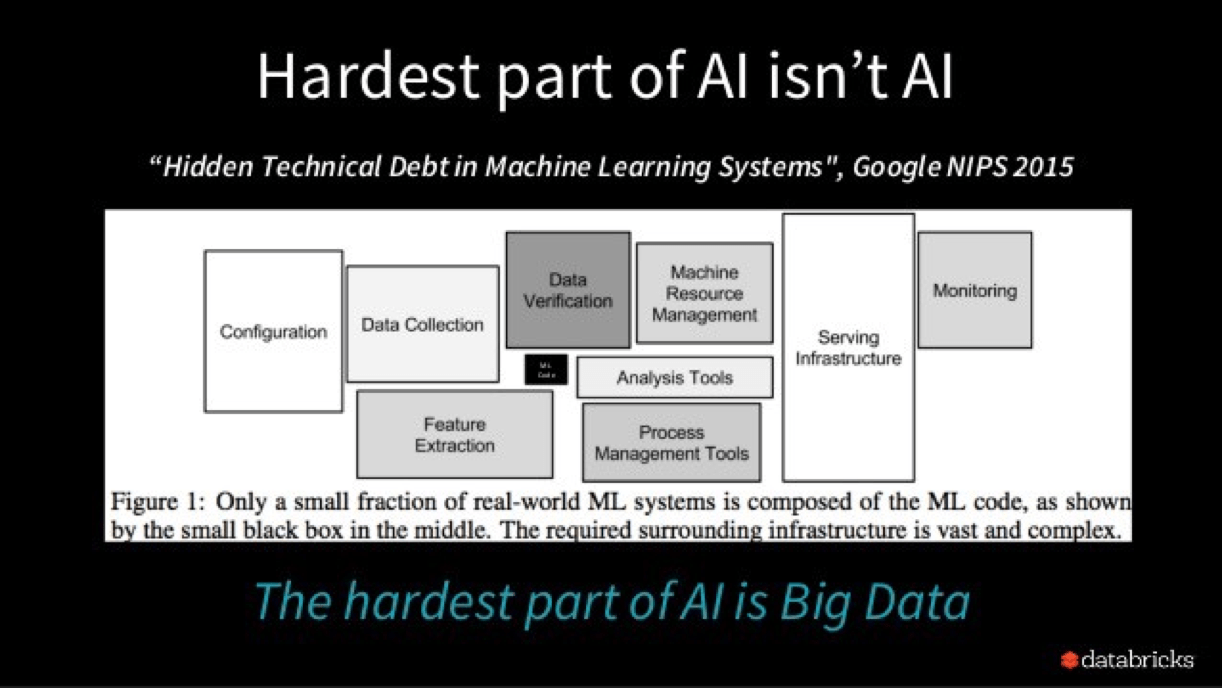 Hardest part of AI isn’t AI
“Hidden Technical Debt in Machine Learning Systems", Google NIPS 2015
Configuration
Data Collection
Data
Verification
Machine
Resource
Management
Serving
Infrastructure
Monitoring
ML
Code
Analysis Tools
Feature
Extraction
Process
Management Tools
Figure 1: Only a small fraction of real-world ML systems is composed of the ML code, as shown
by the small black box in the middle. The required surrounding infrastructure is vast and complex.
The hardest part of AI is Big Data
databricks